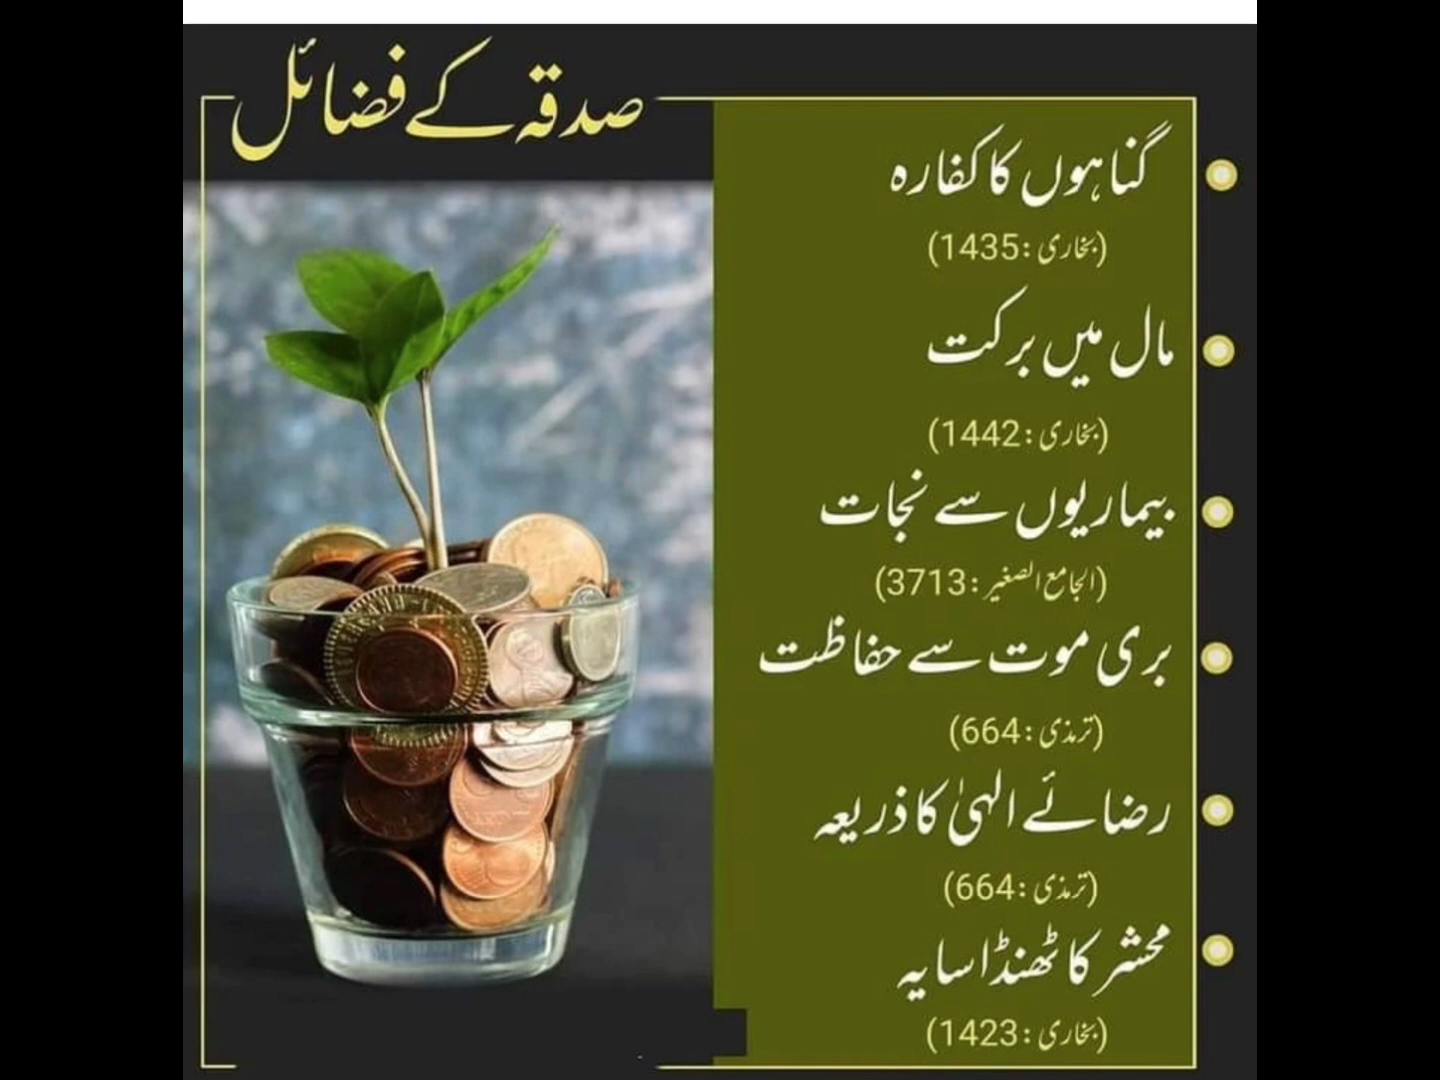 صدقہ کے فضائل
گناہوں کا کفارہ
(بخاری: 1435)
مال میں برکت
(بخاری: 1442)
بیماریوں سے نجات
(الجامع الصغیر: 3713)
بری موت سے حفاظت
(ترمذی: 664)
رضائے الہیٰ کا ذریعہ
(ترمذی: 664)
محشر کا ٹھنڈا سایہ
(بخاری: 1423)